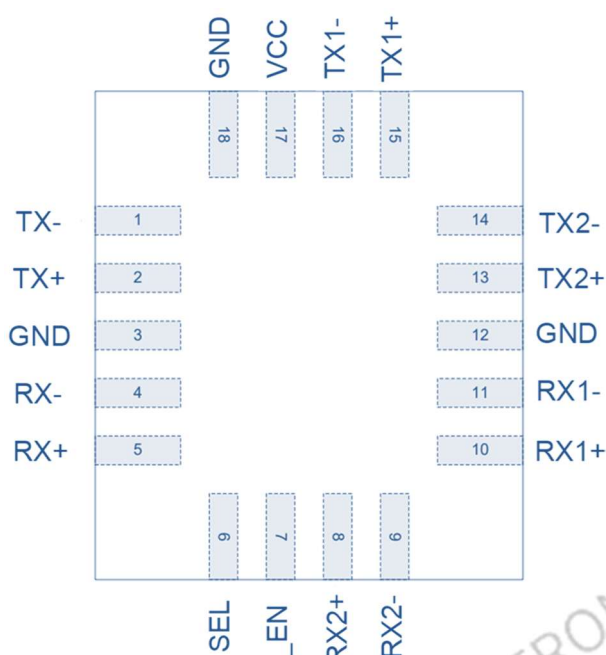 GND VCC TX1- TX1+
18 17 16 15
TX- 1 14 TX2-
TX+ 2 13 TX2+
GND 3 12 GND
RX- 4 11 RX1-
RX+ 5 10 RX1+
6 7 8 9
SEL _EN RX2+ RX2-